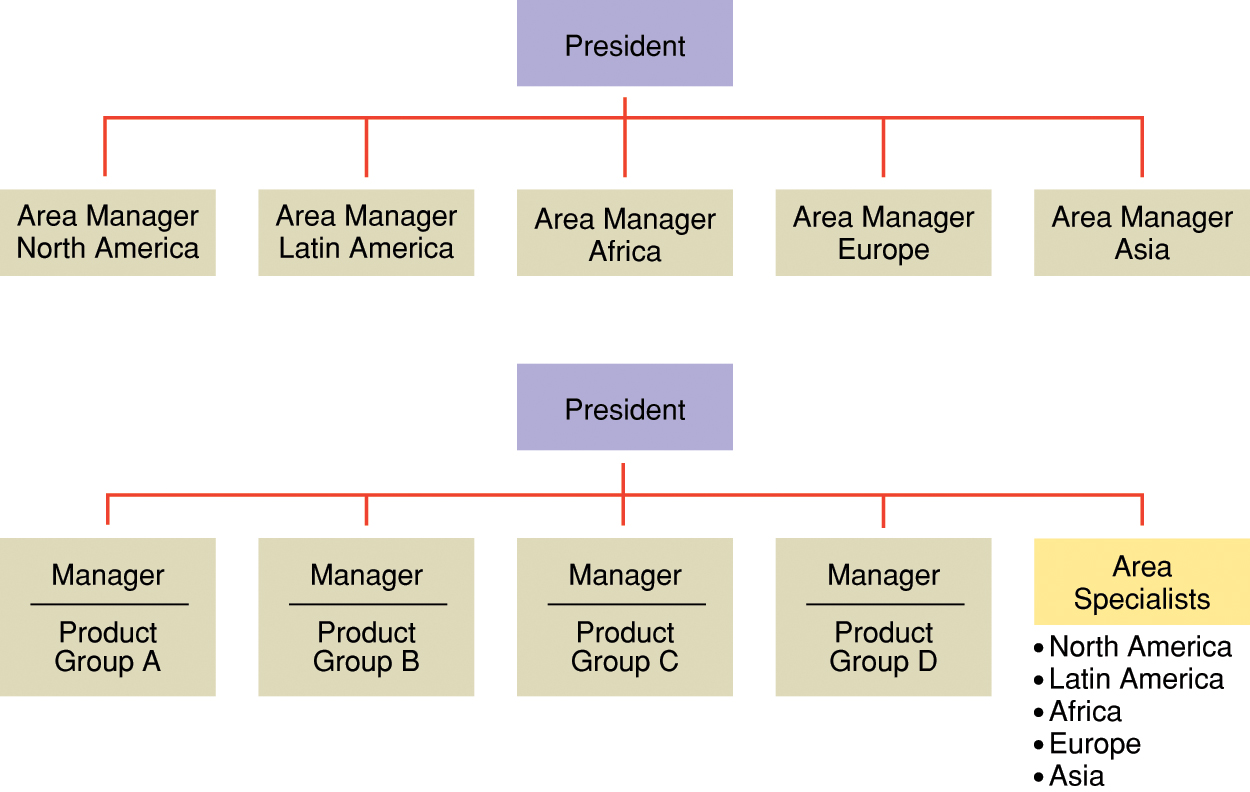 President
Area Manager
North America
Area Manager
Latin America
Area Manager
Africa
Area Manager
Europe
Area Manager
Asia
President
Manager
Product
Group A
Manager
Product
Group B
Manager
Product
Group C
Manager
Product
Group D
Area
Specialists
• North America
• Latin America
• Africa
• Europe
• Asia